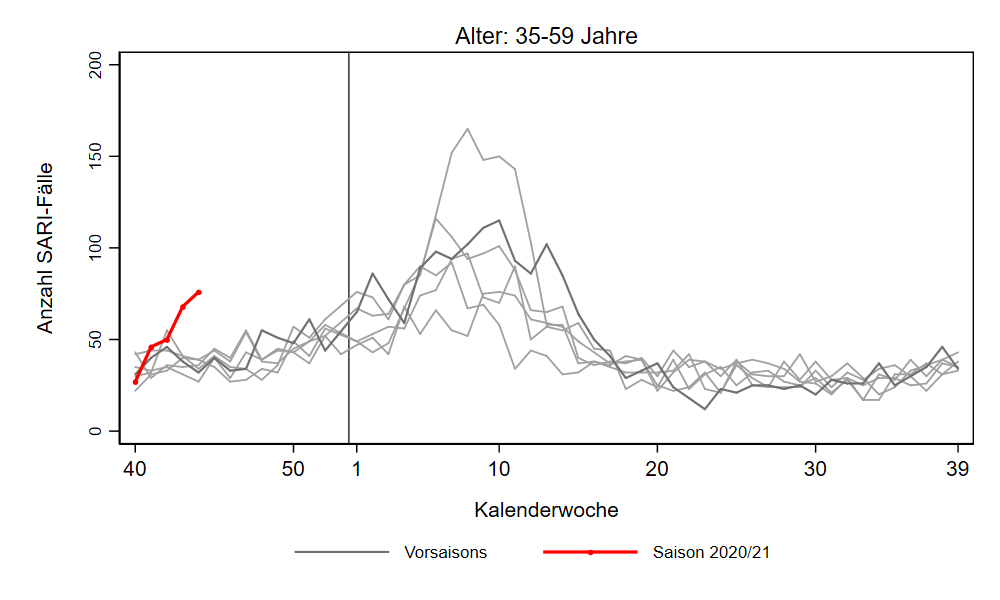 Alter: 35-59 Jahre
Anzahl SARI-Fälle
200
150
100
50
0
40 50 1 10 20 30 39
Kalenderwoche
Vorsaisons Saison 2020/21